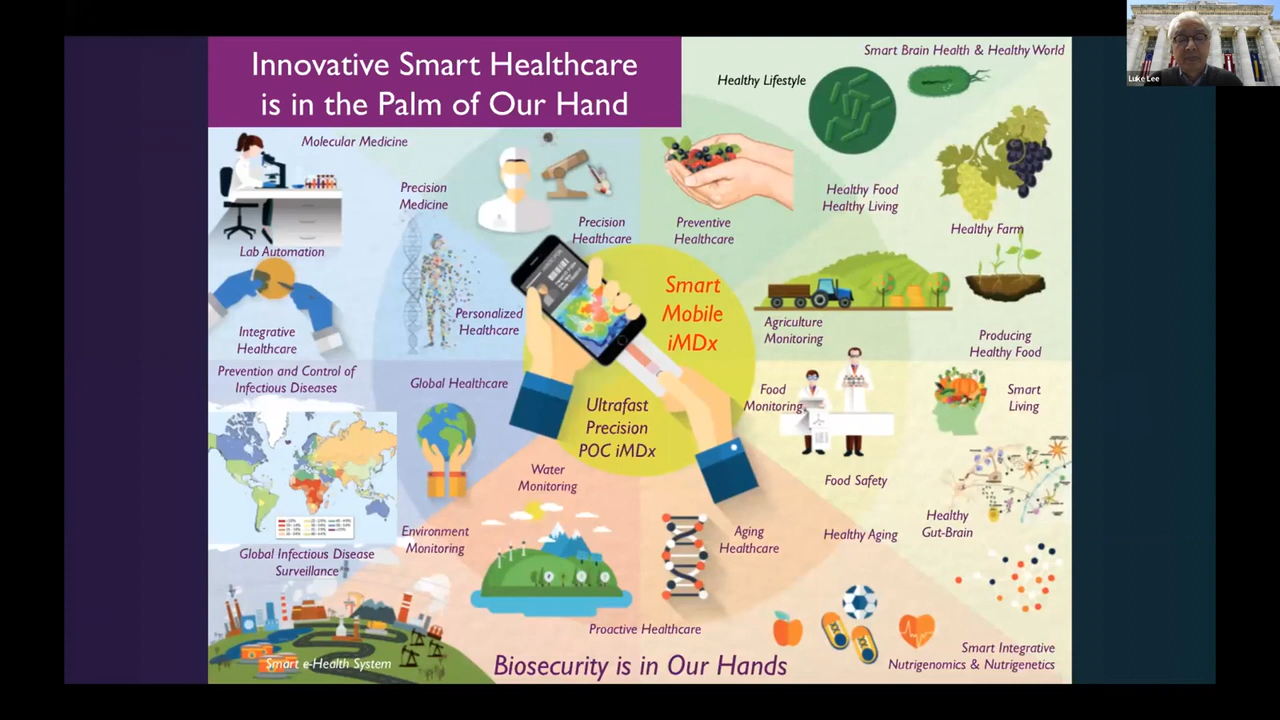 Innovative Smart Healthcare
is in the Palm of Our Hand
Smart Brain Health & Healthy World
Luke Lee
Healthy Lifestyle
Molecular Medicine
Precision
Medicine
Precision
Healthcare
Preventive
Healthcare
Healthy Food
Healthy Living
Healthy Farm
Lab Automation
Integrative
Healthcare
Personalized
Healthcare
Smart
Mobile
iMDx
Agriculture
Monitoring
Producing
Healthy Food
Prevention and Control of
Infectious Diseases
Global Healthcare
Ultrafast
Precision
POC iMDx
Food
Monitoring
Smart
Living
Water
Monitoring
Food Safety
Environment
Monitoring
Aging
Healthcare
Healthy Aging
Healthy
Gut-Brain
Global Infectious Disease
Surveillance
Proactive Healthcare
Smart e-Health System
Biosecurity is in Our Hands
Smart Integrative
Nutrigenomics & Nutrigenetics